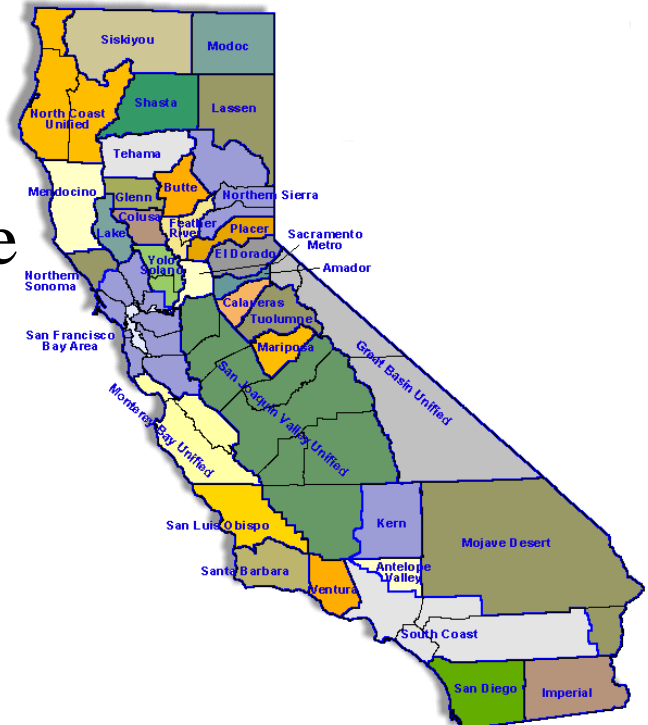 Siskiyou
Modoc
North Coast
Unified
Shasta
Lassen
Tehama
Mendocino
Glenn
Butte
Northern Sierra
Colusa
Feather
River
Placer
Lake
e
Sacramento
Metro
El Dorado
Yolo
Solano
Amador
Northern
Sonoma
Calaveras
Tuolumne
San Francisco
Bay Area
Mariposa
Great Basin Unified
San Joaquin Valley Unified
Monterey Bay Unified
San Luis Obispo
Kern
Mojave Desert
Santa Barbara
Antelope
Valley
Ventura
South Coast
San Diego
Imperial